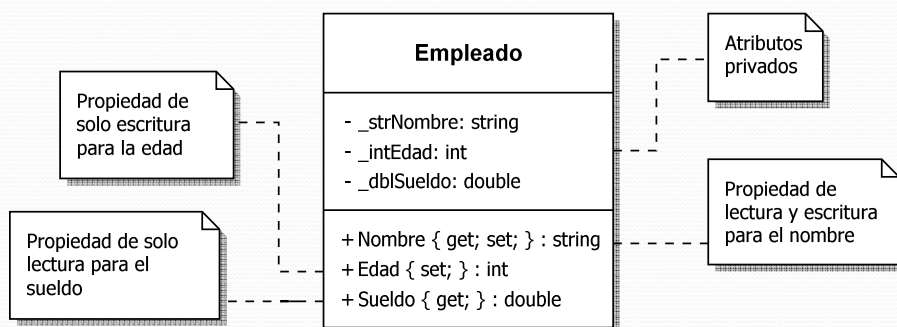 Empleado
- _strNombre: string
- _intEdad: int
- _dblSueldo: double
+ Nombre { get; set; } : string
+ Edad { set; } : int
+ Sueldo { get; } : double
Propiedad de
solo escritura
para la edad
Propiedad de solo
lectura para el
sueldo
Atributos
privados
Propiedad de
lectura y escritura
para el nombre